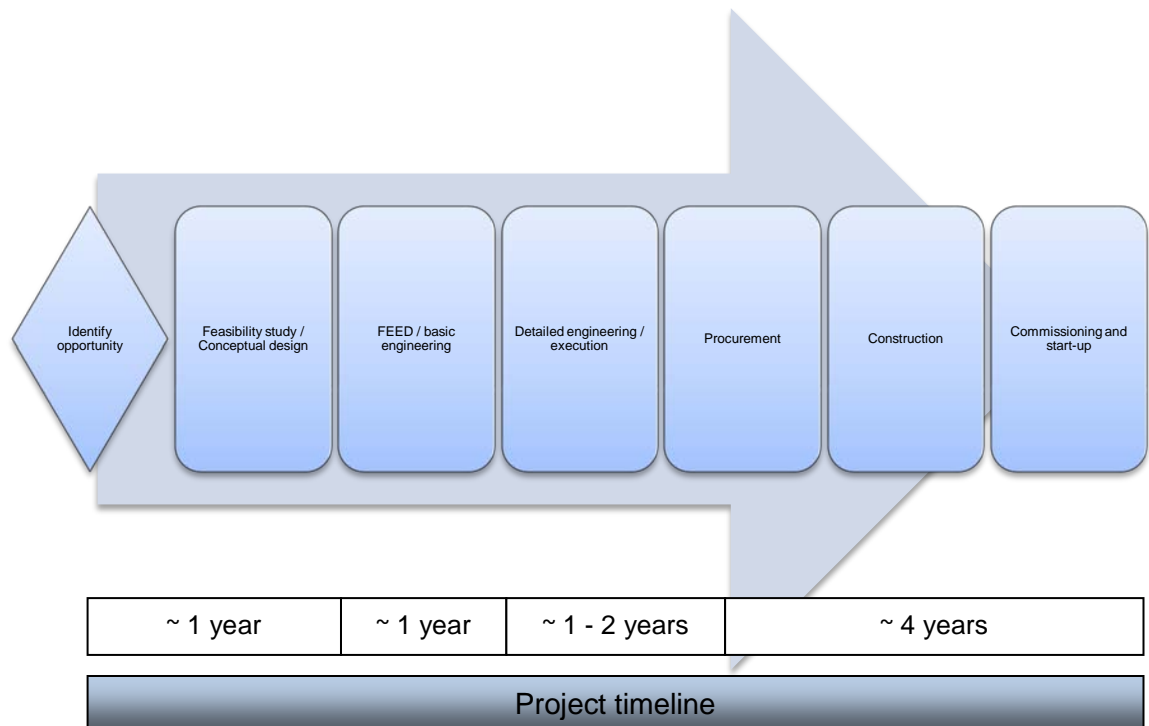 Identify
opportunity
Feasibility study /
Conceptual design
FEED / basic
engineering
Detailed engineering /
execution
Procurement
Construction
Commissioning and
start-up
~ 1 year
~ 1 year
~ 1 - 2 years
~ 4 years
Project timeline